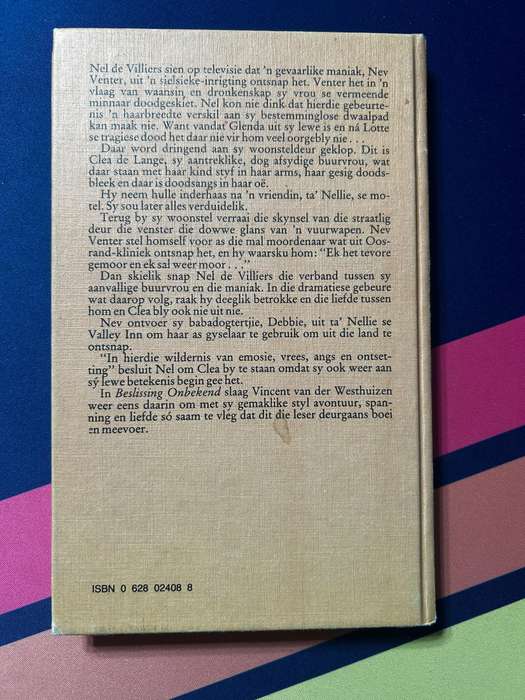 Nel de Villiers sien op televisie dat 'n gevaarlike maniak, Nev
Venter, uit 'n sielsieke-inrigting ontsnap het. Venter het in 'n
vlaag van waansin en dronkenskap sy vrou se vermeende
minnaar doodgeskiet. Nel kon nie dink dat hierdie gebeurte-
nis 'n haarbreedte verskil aan sy bestemminglose dwaalpad
kan maak nie. Want vandat Glenda uit sy lewe is en ná Lotte
se tragiese dood het daar nie vir hom veel oorgebly nie . . .
Daar word dringend aan sy woonsteldeur geklop. Dit is
Clea de Lange, sy aantreklike, dog afsydige buurvrou, wat
daar staan met haar kind styf in haar arms, haar gesig doods-
bleek en daar is doodsangs in haar oë.
Hy neem hulle inderhaas na 'n vriendin, ta' Nellie, se mo-
tel. Sy sou later alles verduidelik.
Terug by sy woonstel verraai die skynsel van die straatlig
deur die venster die dowwe glans van 'n vuurwapen. Nev
Venter stel homself voor as die mal moordenaar wat uit Oos-
rand-kliniek ontsnap het, en hy waarsku hom: "Ek het tevore
gemoor en ek sal weer moor . . ."
Dan skielik snap Nel de Villiers die verband tussen sy
aanvallige buurvrou en die maniak. In die dramatiese gebeure
wat daarop volg, raak hy deeglik betrokke en die liefde tussen
hom en Clea bly ook nie uit nie.
Nev ontvoer sy babadogtertjie, Debbie, uit ta' Nellie se
Valley Inn om haar as gyselaar te gebruik om uit die land te
ontsnap.
"In hierdie wildernis van emosie, vrees, angs en ontset-
ting" besluit Nel om Clea by te staan omdat sy ook weer aan
sý lewe betekenis begin gee het.
In Beslissing Onbekend slaag Vincent van der Westhuizen
weer eens daarin om met sy gemaklike styl avontuur, span-
ning en liefde só saam te vleg dat dit die leser deurgaans boei
en meevoer.
ISBN 0 628 02408 8